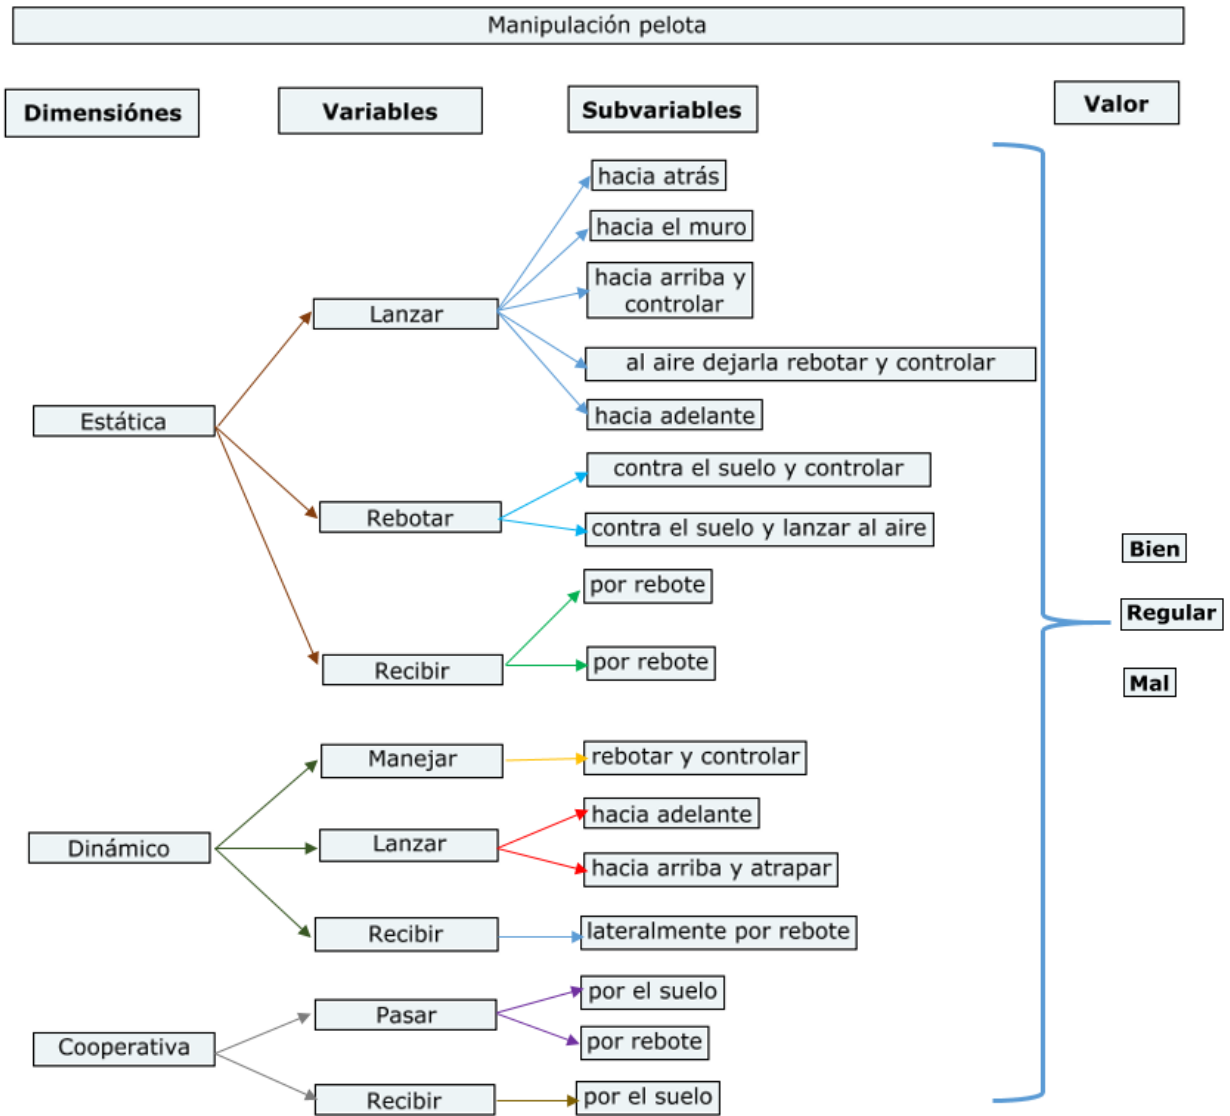 Manipulación pelota
Dimensiónes
Variables
Subvariables
Valor
hacia atrás
hacia el muro
hacia arriba y
controlar
Lanzar
al aire dejarla rebotar y controlar
hacia adelante
Estática
contra el suelo y controlar
Rebotar
contra el suelo y lanzar al aire
por rebote
Recibir
por rebote
Manejar
rebotar y controlar
hacia adelante
Dinámico
Lanzar
hacia arriba y atrapar
Recibir
lateralmente por rebote
por el suelo
Pasar
por rebote
Cooperativa
Recibir
por el suelo
Bien
Regular
Mal